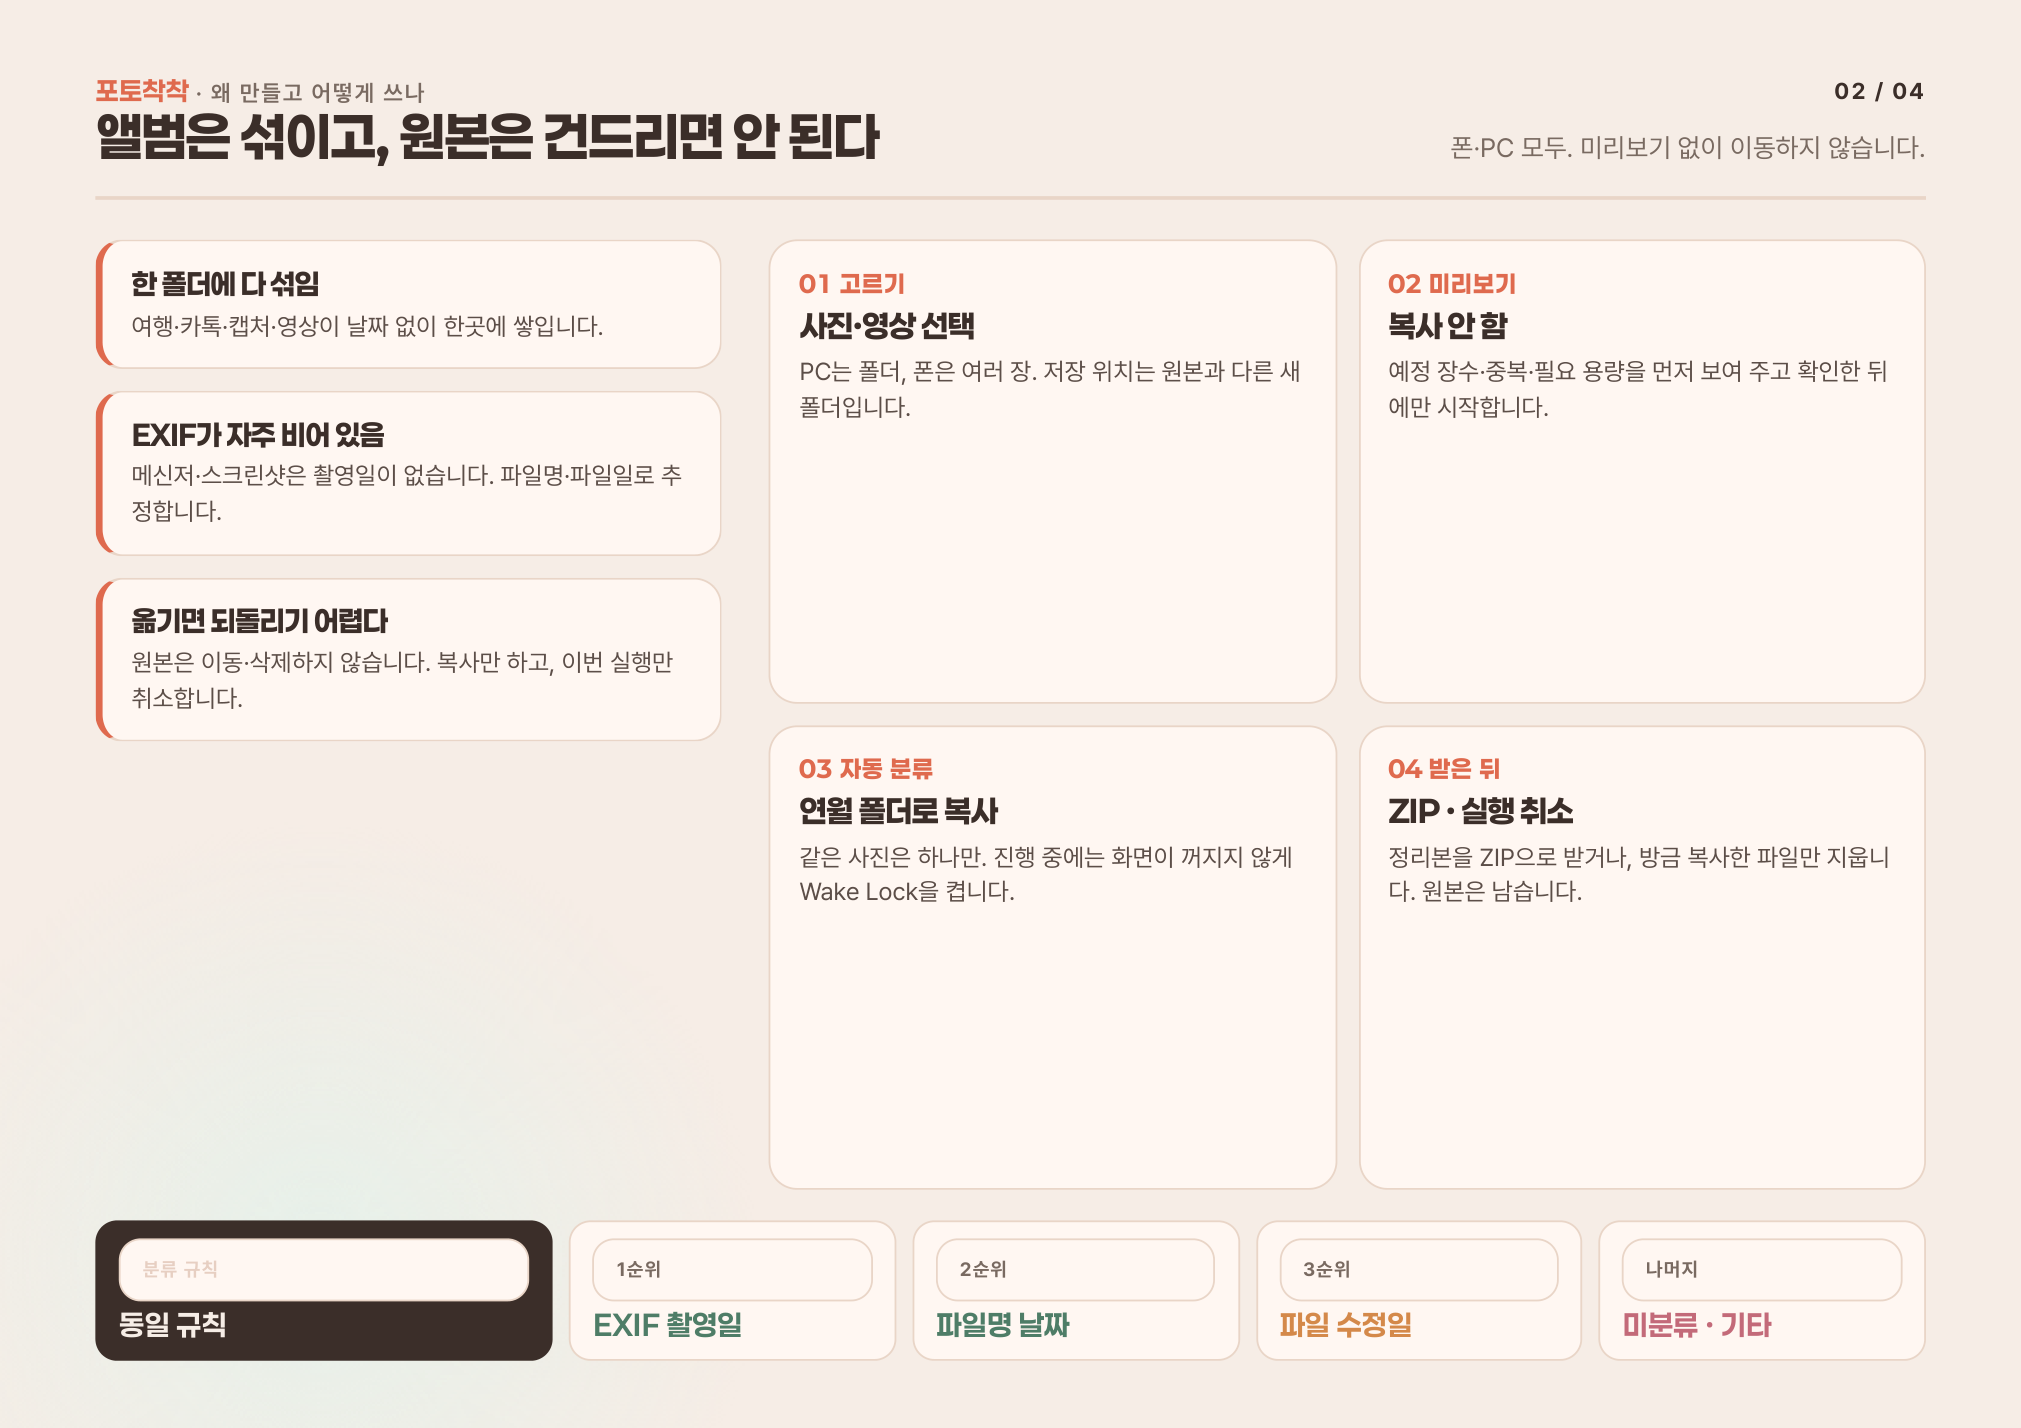 포토착착 · 왜 만들고 어떻게 쓰나
02 / 04
앨범은 섞이고, 원본은 건드리면 안 된다
폰·PC 모두. 미리보기 없이 이동하지 않습니다.
한 폴더에 다 섞임
여행·카톡·캡처·영상이 날짜 없이 한곳에 쌓입니다.
EXIF가 자주 비어 있음
메신저·스크린샷은 촬영일이 없습니다. 파일명·파일일로 추
정합니다.
옮기면 되돌리기 어렵다
원본은 이동·삭제하지 않습니다. 복사만 하고, 이번 실행만
취소합니다.
01 고르기
사진·영상 선택
PC는 폴더, 폰은 여러 장. 저장 위치는 원본과 다른 새
폴더입니다.
02 미리보기
복사 안 함
예정 장수·중복·필요 용량을 먼저 보여 주고 확인한 뒤
에만 시작합니다.
03 자동 분류
연월 폴더로 복사
같은 사진은 하나만. 진행 중에는 화면이 꺼지지 않게
Wake Lock을 켭니다.
04 받은 뒤
ZIP · 실행 취소
정리본을 ZIP으로 받거나, 방금 복사한 파일만 지웁니
다. 원본은 남습니다.
분류 규칙
동일 규칙
1순위
EXIF 촬영일
2순위
파일명 날짜
3순위
파일 수정일
나머지
미분류 · 기타